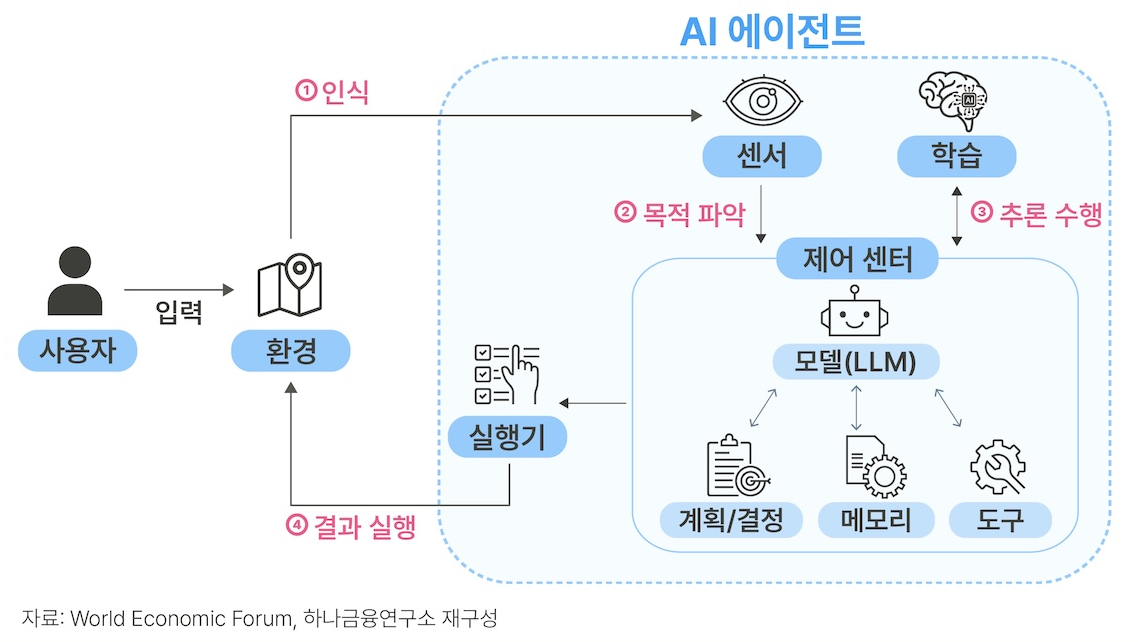 AI 에이전트
① 인식
센서
학습
② 목적 파악
③ 추론 수행
제어 센터
입력
사용자
환경
모델(LLM)
실행기
계획/결정
메모리
도구
④ 결과 실행
자료: World Economic Forum, 하나금융연구소 재구성
AI